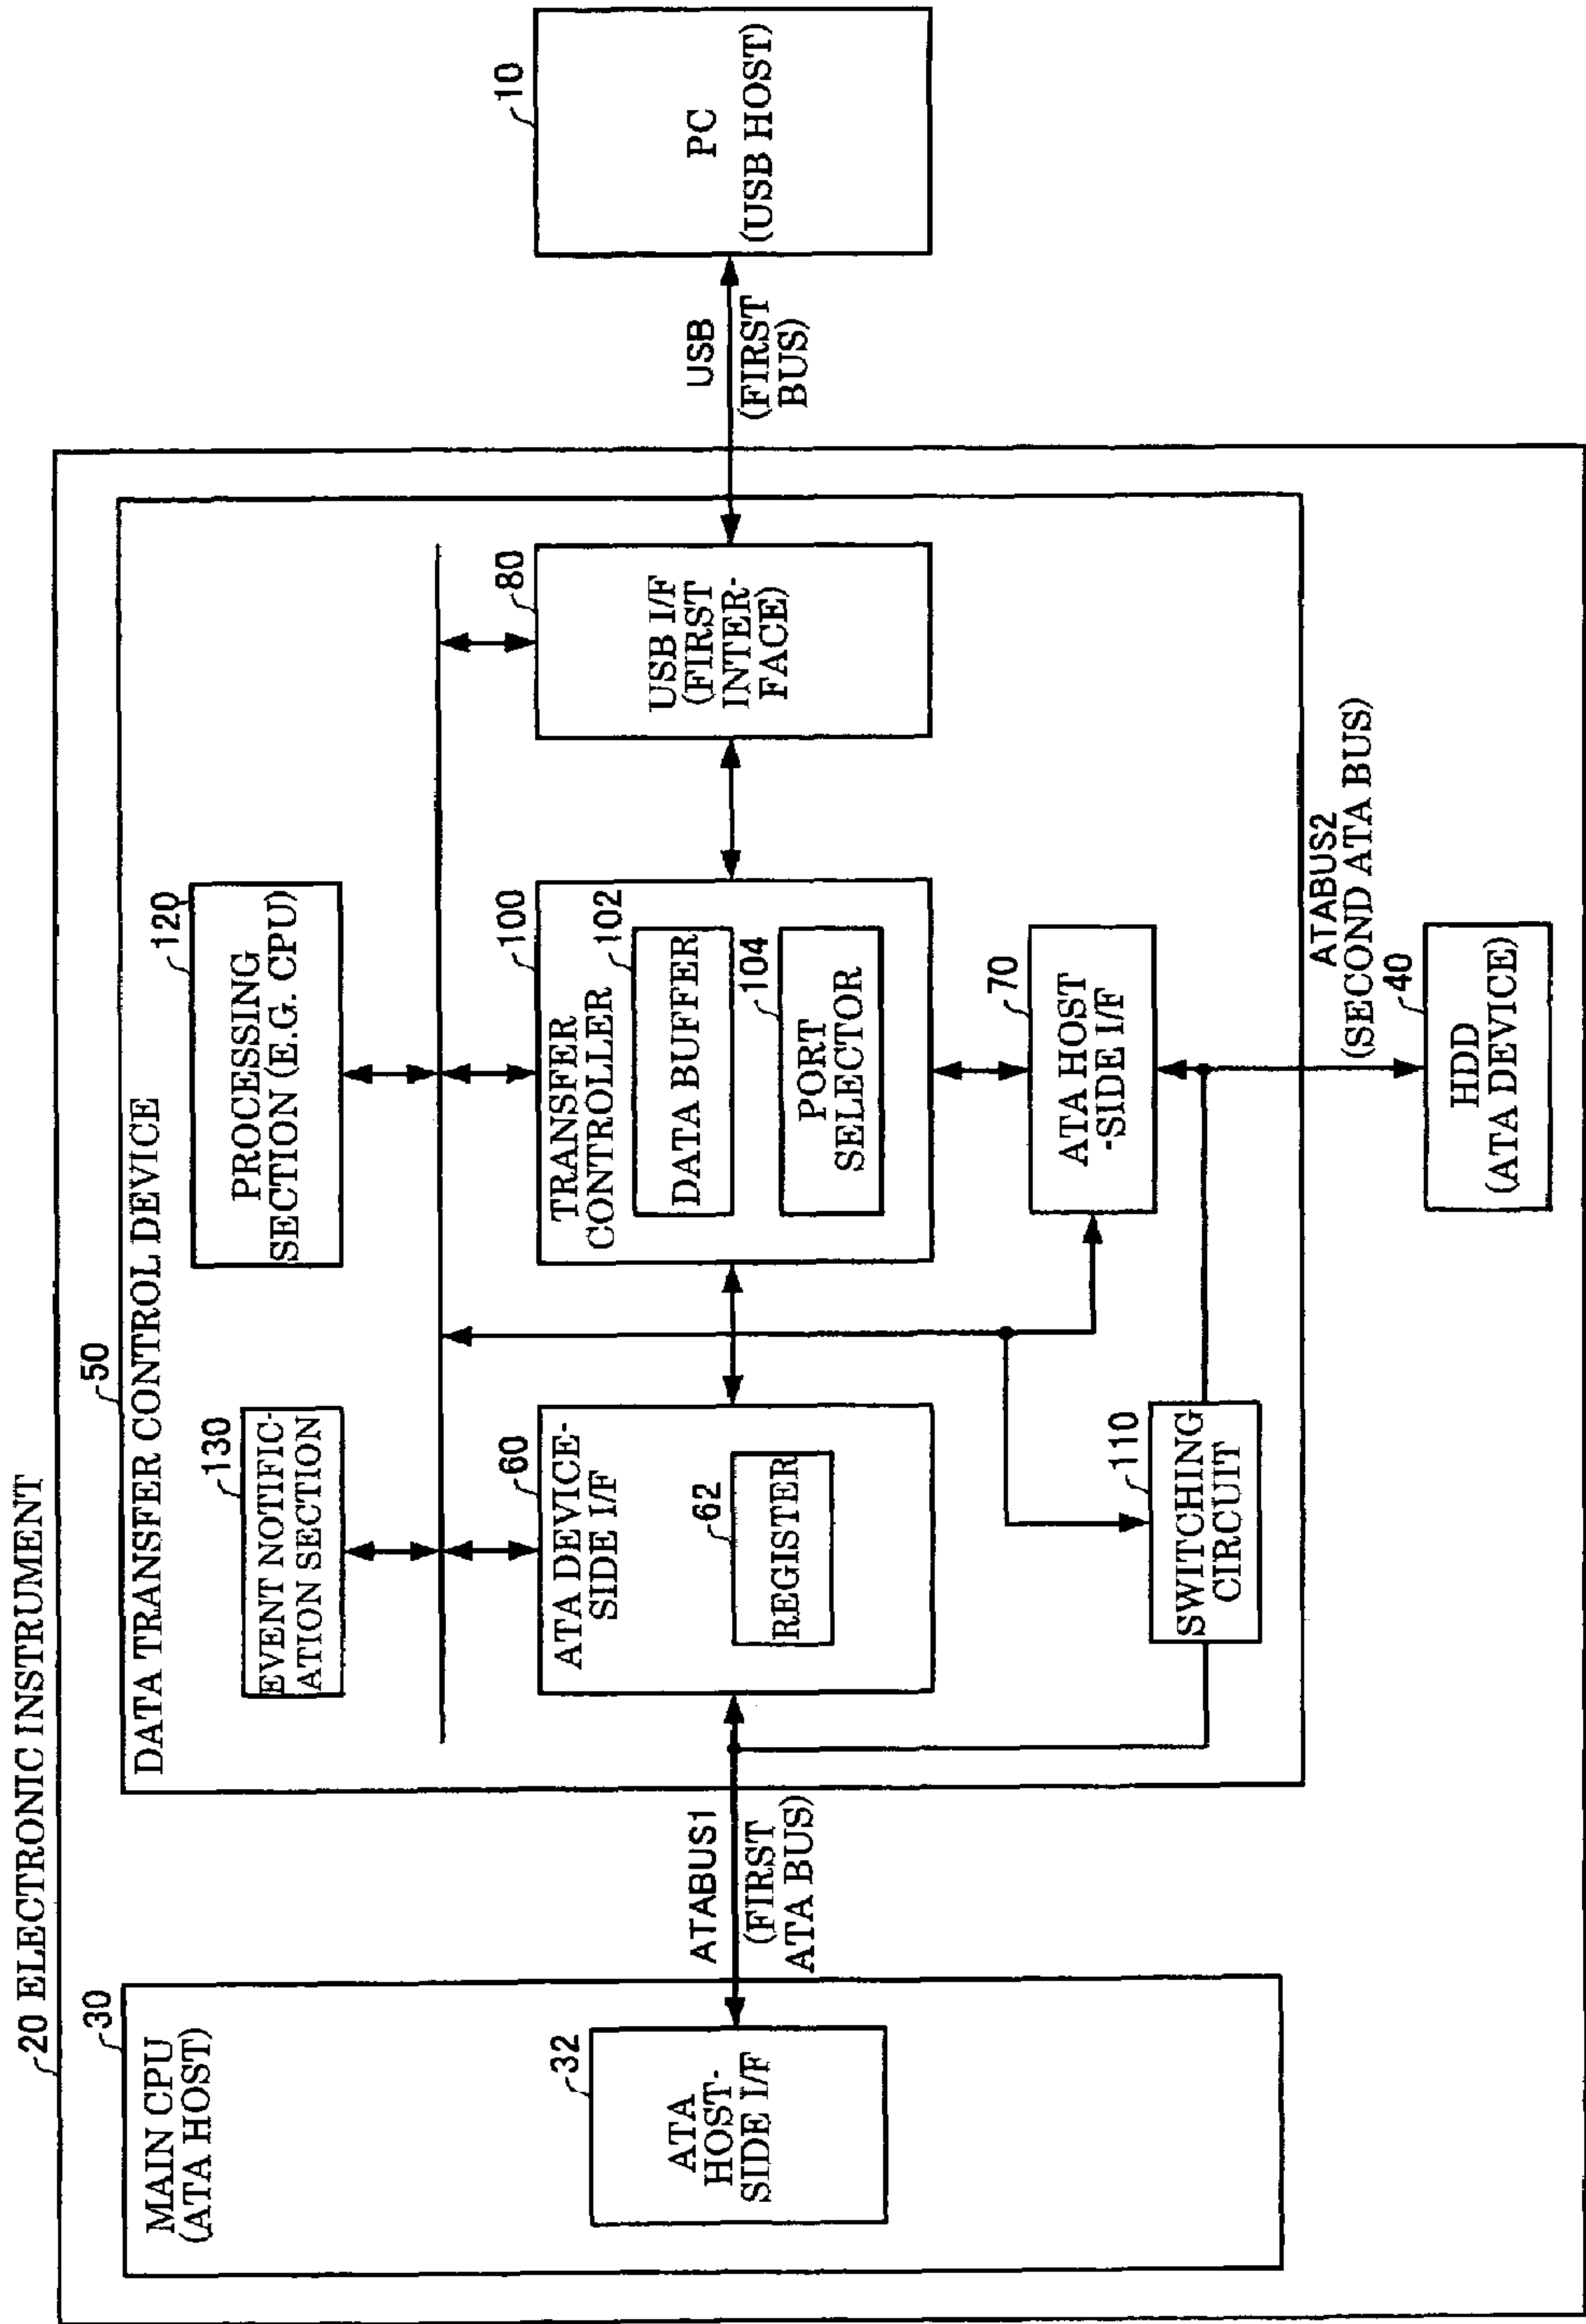 20 ELECTRONIC INSTRUMENT
30
MAIN CPU
(ATA HOST)
32
ATA
HOST-
SIDE I/F
ATABUS1
(FIRST
ATA BUS)
50
DATA TRANSFER CONTROL DEVICE
130
EVENT NOTIFIC-
ATION SECTION
120
PROCESSING
SECTION (E.G. CPU)
60
ATA DEVICE-
SIDE I/F
62
REGISTER
100
TRANSFER
CONTROLLER
102
DATA BUFFER
104
PORT
SELECTOR
80
USB I/F
(FIRST
INTER-
FACE)
110
SWITCHING
CIRCUIT
70
ATA HOST
-SIDE I/F
ATABUS2
(SECOND ATA BUS)
40
HDD
(ATA DEVICE)
USB
(FIRST
BUS)
10
PC
(USB HOST)